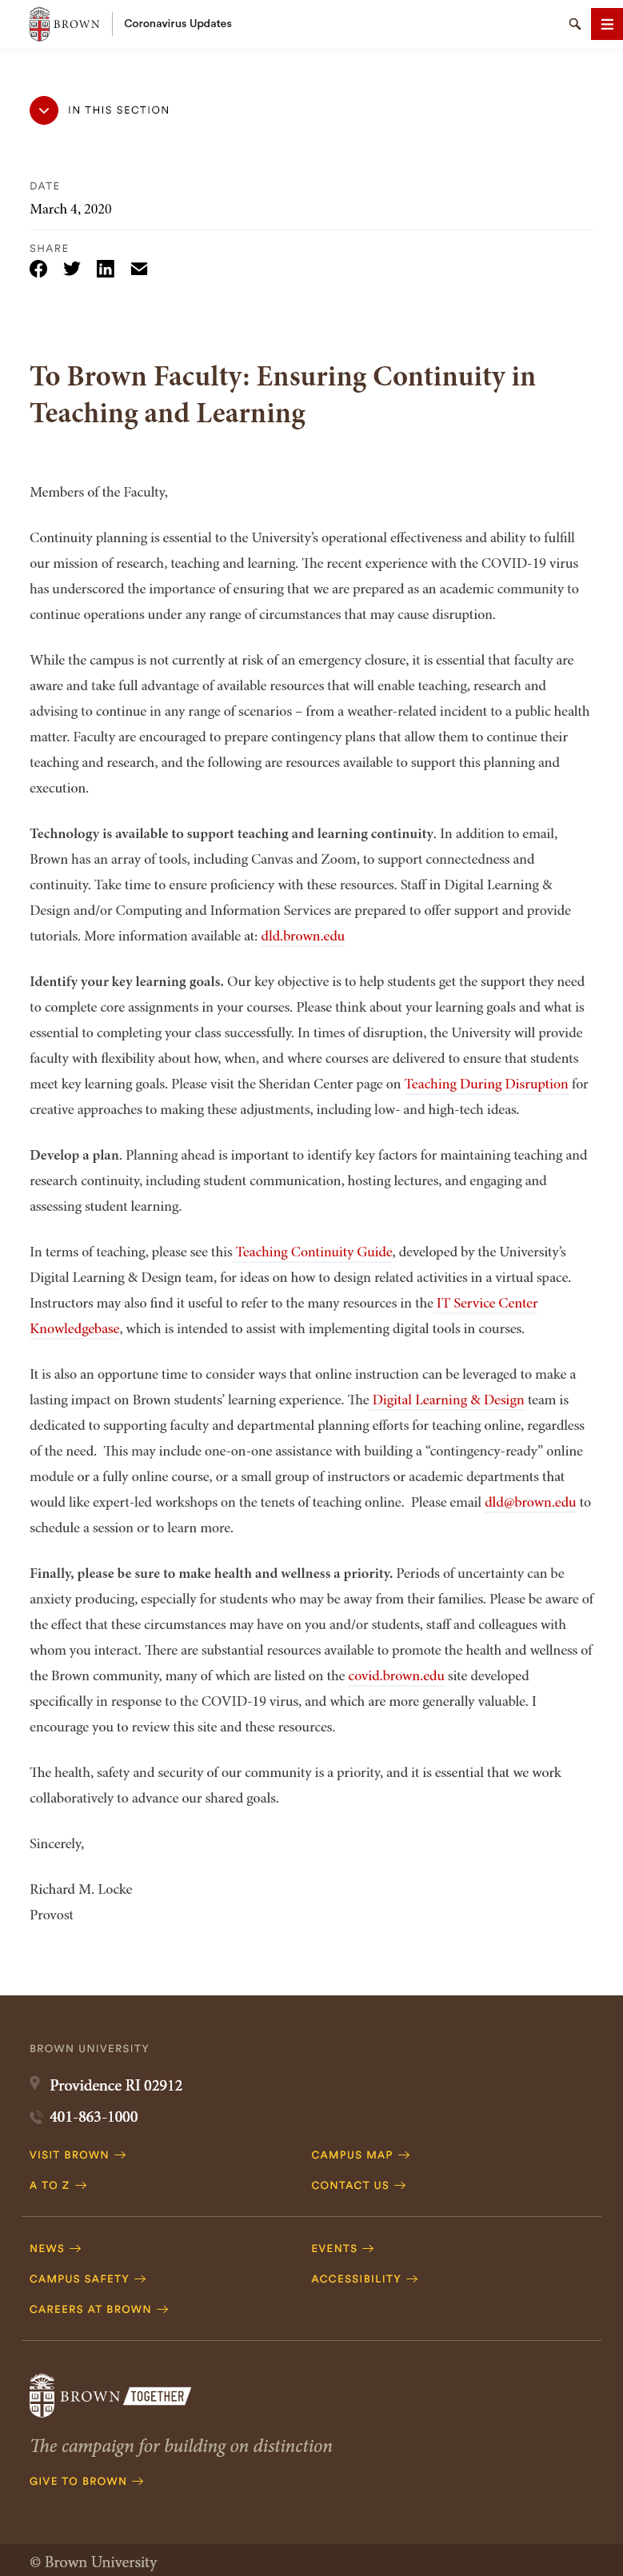 BROWN
Coronavirus Updates
IN THIS SECTION
DATE
March 4, 2020
SHARE
To Brown Faculty: Ensuring Continuity in
Teaching and Learning
Members of the Faculty,
Continuity planning is essential to the University’s operational effectiveness and ability to fulfill
our mission of research, teaching and learning. The recent experience with the COVID-19 virus
has underscored the importance of ensuring that we are prepared as an academic community to
continue operations under any range of circumstances that may cause disruption.
While the campus is not currently at risk of an emergency closure, it is essential that faculty are
aware and take full advantage of available resources that will enable teaching, research and
advising to continue in any range of scenarios – from a weather-related incident to a public health
matter. Faculty are encouraged to prepare contingency plans that allow them to continue their
teaching and research, and the following are resources available to support this planning and
execution.
Technology is available to support teaching and learning continuity. In addition to email,
Brown has an array of tools, including Canvas and Zoom, to support connectedness and
continuity. Take time to ensure proficiency with these resources. Staff in Digital Learning &
Design and/or Computing and Information Services are prepared to offer support and provide
tutorials. More information available at: dld.brown.edu
Identify your key learning goals. Our key objective is to help students get the support they need
to complete core assignments in your courses. Please think about your learning goals and what is
essential to completing your class successfully. In times of disruption, the University will provide
faculty with flexibility about how, when, and where courses are delivered to ensure that students
meet key learning goals. Please visit the Sheridan Center page on Teaching During Disruption for
creative approaches to making these adjustments, including low- and high-tech ideas.
Develop a plan. Planning ahead is important to identify key factors for maintaining teaching and
research continuity, including student communication, hosting lectures, and engaging and
assessing student learning.
In terms of teaching, please see this Teaching Continuity Guide, developed by the University’s
Digital Learning & Design team, for ideas on how to design related activities in a virtual space.
Instructors may also find it useful to refer to the many resources in the IT Service Center
Knowledgebase, which is intended to assist with implementing digital tools in courses.
It is also an opportune time to consider ways that online instruction can be leveraged to make a
lasting impact on Brown students’ learning experience. The Digital Learning & Design team is
dedicated to supporting faculty and departmental planning efforts for teaching online, regardless
of the need. This may include one-on-one assistance with building a “contingency-ready” online
module or a fully online course, or a small group of instructors or academic departments that
would like expert-led workshops on the tenets of teaching online. Please email dld@brown.edu to
schedule a session or to learn more.
Finally, please be sure to make health and wellness a priority. Periods of uncertainty can be
anxiety producing, especially for students who may be away from their families. Please be aware of
the effect that these circumstances may have on you and/or students, staff and colleagues with
whom you interact. There are substantial resources available to promote the health and wellness of
the Brown community, many of which are listed on the covid.brown.edu site developed
specifically in response to the COVID-19 virus, and which are more generally valuable. I
encourage you to review this site and these resources.
The health, safety and security of our community is a priority, and it is essential that we work
collaboratively to advance our shared goals.
Sincerely,
Richard M. Locke
Provost
BROWN UNIVERSITY
Providence RI 02912
401-863-1000
VISIT BROWN
CAMPUS MAP
A TO Z
CONTACT US
NEWS
EVENTS
CAMPUS SAFETY
ACCESSIBILITY
CAREERS AT BROWN
BROWN TOGETHER
The campaign for building on distinction
GIVE TO BROWN
© Brown University